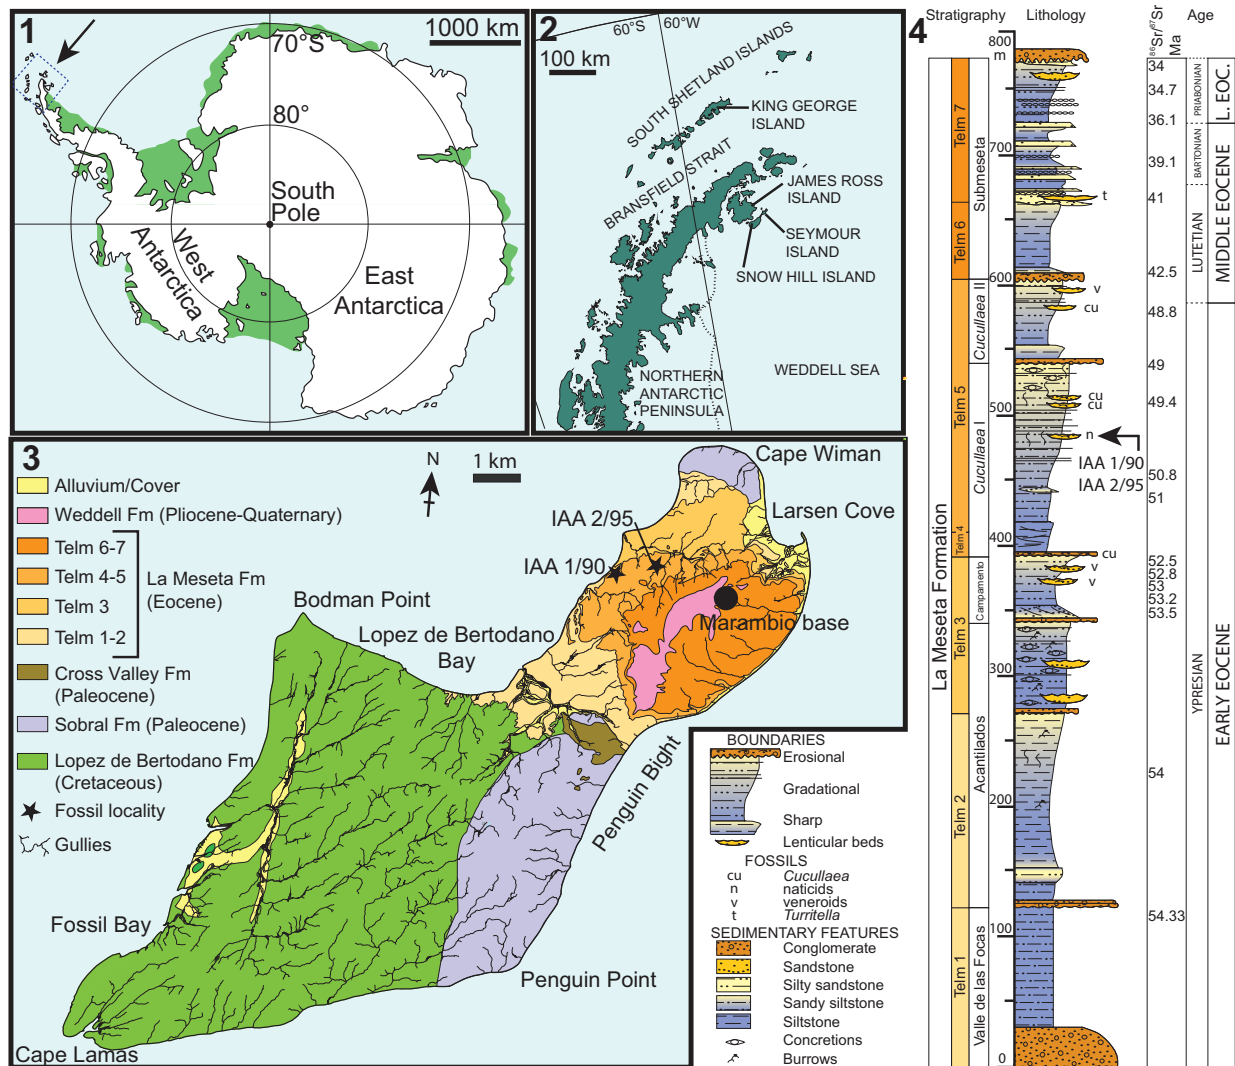 1
1000 km
70°S
80°
South
Pole
West
Antarctica
East
Antarctica
2
60°S
60°W
100 km
SOUTH SHETLAND ISLANDS
KING GEORGE
ISLAND
BRANSFIELD STRAIT
JAMES ROSS
ISLAND
SEYMOUR
ISLAND
SNOW HILL ISLAND
WEDDELL SEA
NORTHERN
ANTARCTIC
PENINSULA
3
N
1 km
Alluvium/Cover
Weddell Fm (Pliocene-Quaternary)
Telm 6-7
Telm 4-5
Telm 3
Telm 1-2
La Meseta Fm
(Eocene)
Cross Valley Fm
(Paleocene)
Sobral Fm (Paleocene)
Lopez de Bertodano Fm
(Cretaceous)
Fossil locality
Gullies
Cape Wiman
Larsen Cove
IAA 2/95
IAA 1/90
Marambio base
Bodman Point
Lopez de Bertodano
Bay
Penguin Bight
Penguin Point
Fossil Bay
Cape Lamas
BOUNDARIES
Erosional
Gradational
Sharp
Lenticular beds
FOSSILS
cu Cucullaea
n naticids
v veneroids
t Turritella
SEDIMENTARY FEATURES
Conglomerate
Sandstone
Silty sandstone
Sandy siltstone
Siltstone
Concretions
Burrows
4
Stratigraphy
Lithology
86Sr/87Sr
Ma
Age
800
m
700
600
500
400
300
200
100
0
La Meseta Formation
Telm 7
Telm 6
Telm 5
Telm 4
Telm 3
Telm 2
Telm 1
Submeseta
Cucullaea III
Cucullaea I
Campamento
Acantilados
Valle de las Focas
t
v
cu
cu
cu
n
IAA 1/90
IAA 2/95
cu
v
v
34
34.7
36.1
39.1
41
42.5
48.8
49
49.4
50.8
51
52.5
52.8
53
53.2
53.5
54
54.33
PRIABONIAN
BARTONIAN
LUTETIAN
YPRESIAN
L. EOC.
MIDDLE EOCENE
EARLY EOCENE